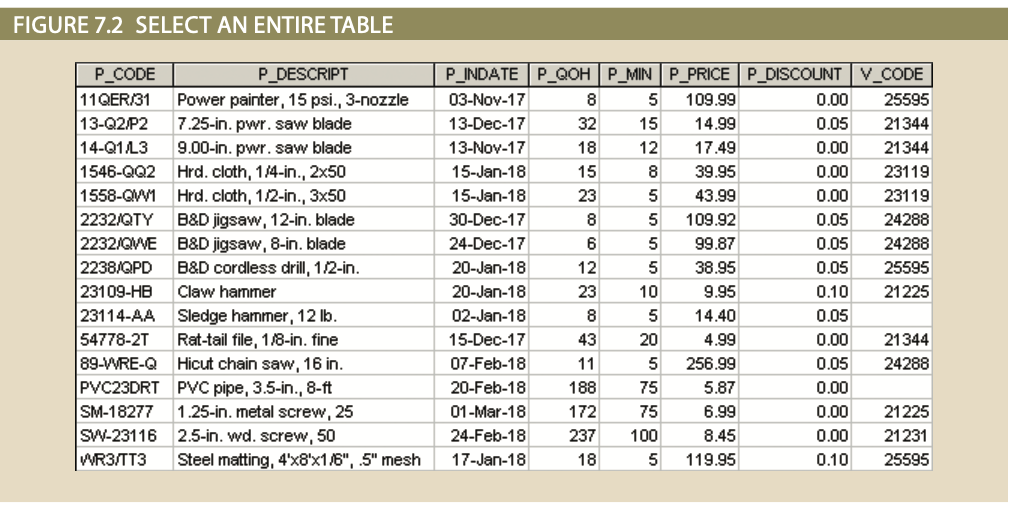 FIGURE 7.2 SELECT AN ENTIRE TABLE
P_CODE P_DESCRIPT P_INDATE P_QOH P_MIN P_PRICE P_DISCOUNT V_CODE
11QER/31 Power painter, 15 psi., 3-nozzle 03-Nov-17 8 5 109.99 0.00 25595
13-Q2/P2 7.25-in. pwr. saw blade 13-Dec-17 32 15 14.99 0.05 21344
14-Q1/L3 9.00-in. pwr. saw blade 13-Nov-17 18 12 17.49 0.00 21344
1546-QQ2 Hrd. cloth, 1/4-in., 2x50 15-Jan-18 15 8 39.95 0.00 23119
1558-QW1 Hrd. cloth, 1/2-in., 3x50 15-Jan-18 23 5 43.99 0.00 23119
2232/QTY B&D jigsaw, 12-in. blade 30-Dec-17 8 5 109.92 0.05 24288
2232/QWE B&D jigsaw, 8-in. blade 24-Dec-17 6 5 99.87 0.05 24288
2238/QPD B&D cordless drill, 1/2-in. 20-Jan-18 12 5 38.95 0.05 25595
23109-HB Claw hammer 20-Jan-18 23 10 9.95 0.10 21225
23114-AA Sledge hammer, 12 lb. 02-Jan-18 8 5 14.40 0.05
54778-2T Rat-tail file, 1/8-in. fine 15-Dec-17 43 20 4.99 0.00 21344
89-WRE-Q Hicut chain saw, 16 in. 07-Feb-18 11 5 256.99 0.05 24288
PVC23DRT PVC pipe, 3.5-in., 8-ft 20-Feb-18 188 75 5.87 0.00
SM-18277 1.25-in. metal screw, 25 01-Mar-18 172 75 6.99 0.00 21225
SW-23116 2.5-in. wd. screw, 50 24-Feb-18 237 100 8.45 0.00 21231
WR3/TT3 Steel matting, 4'x8'x1/6", .5" mesh 17-Jan-18 18 5 119.95 0.10 25595